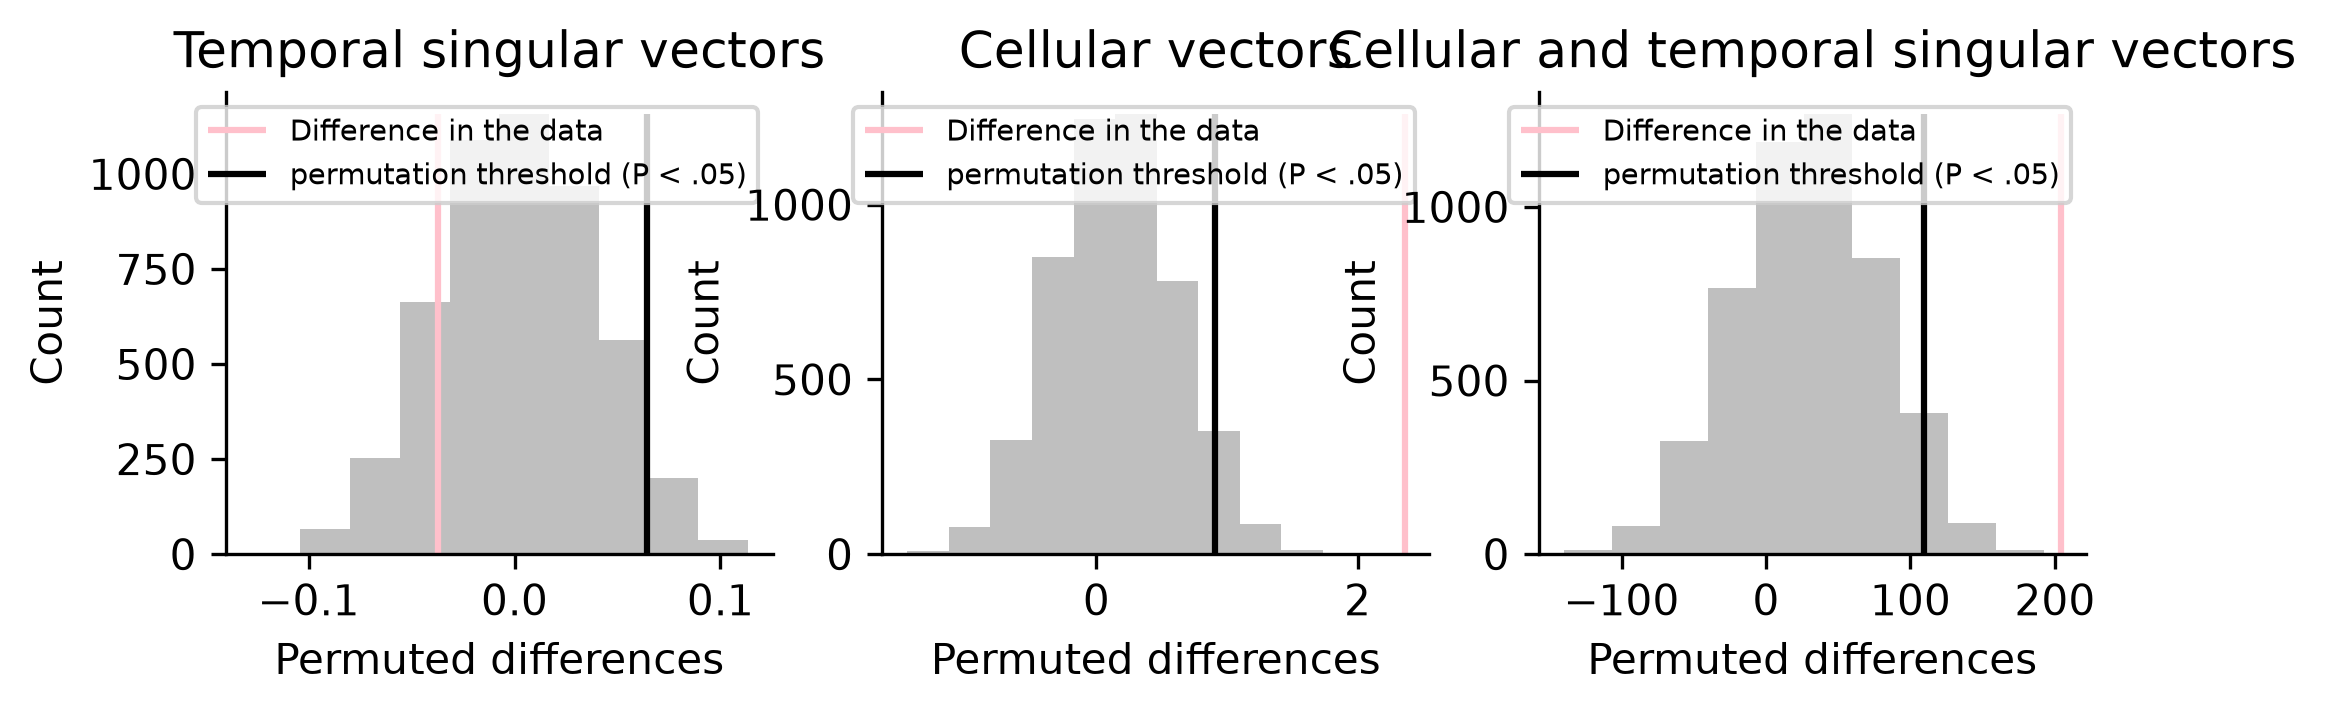 Temporal singular vectors
Difference in the data
permutation threshold (P < .05)
Count
1000
750
500
250
0
−0.1
0.0
0.1
Permuted differences
Cellular vectors
Difference in the data
permutation threshold (P < .05)
Count
1000
500
0
0
2
Permuted differences
Cellular and temporal singular vectors
Difference in the data
permutation threshold (P < .05)
Count
1000
500
0
−100
0
100
200
Permuted differences